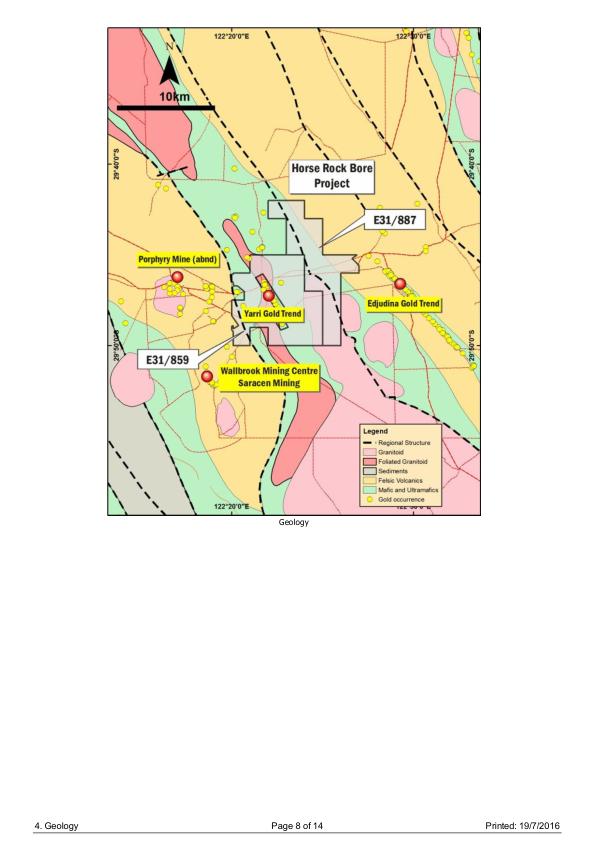 122°20'0"E
122°30'0"E
N
10km
29°40'0"S
29°40'0"S
Horse Rock Bore
Project
E31/887
Porphyry Mine (abnd)
Edjudina Gold Trend
Yarri Gold Trend
29°50'0"S
29°50'0"S
E31/859
Wallbrook Mining Centre
Saracen Mining
Legend
Regional Structure
Granitoid
Foliated Granitoid
Sediments
Felsic Volcanics
Mafic and Ultramafics
Gold occurrence
122°20'0"E
122°30'0"E
Geology
4. Geology
Page 8 of 14
Printed: 19/7/2016